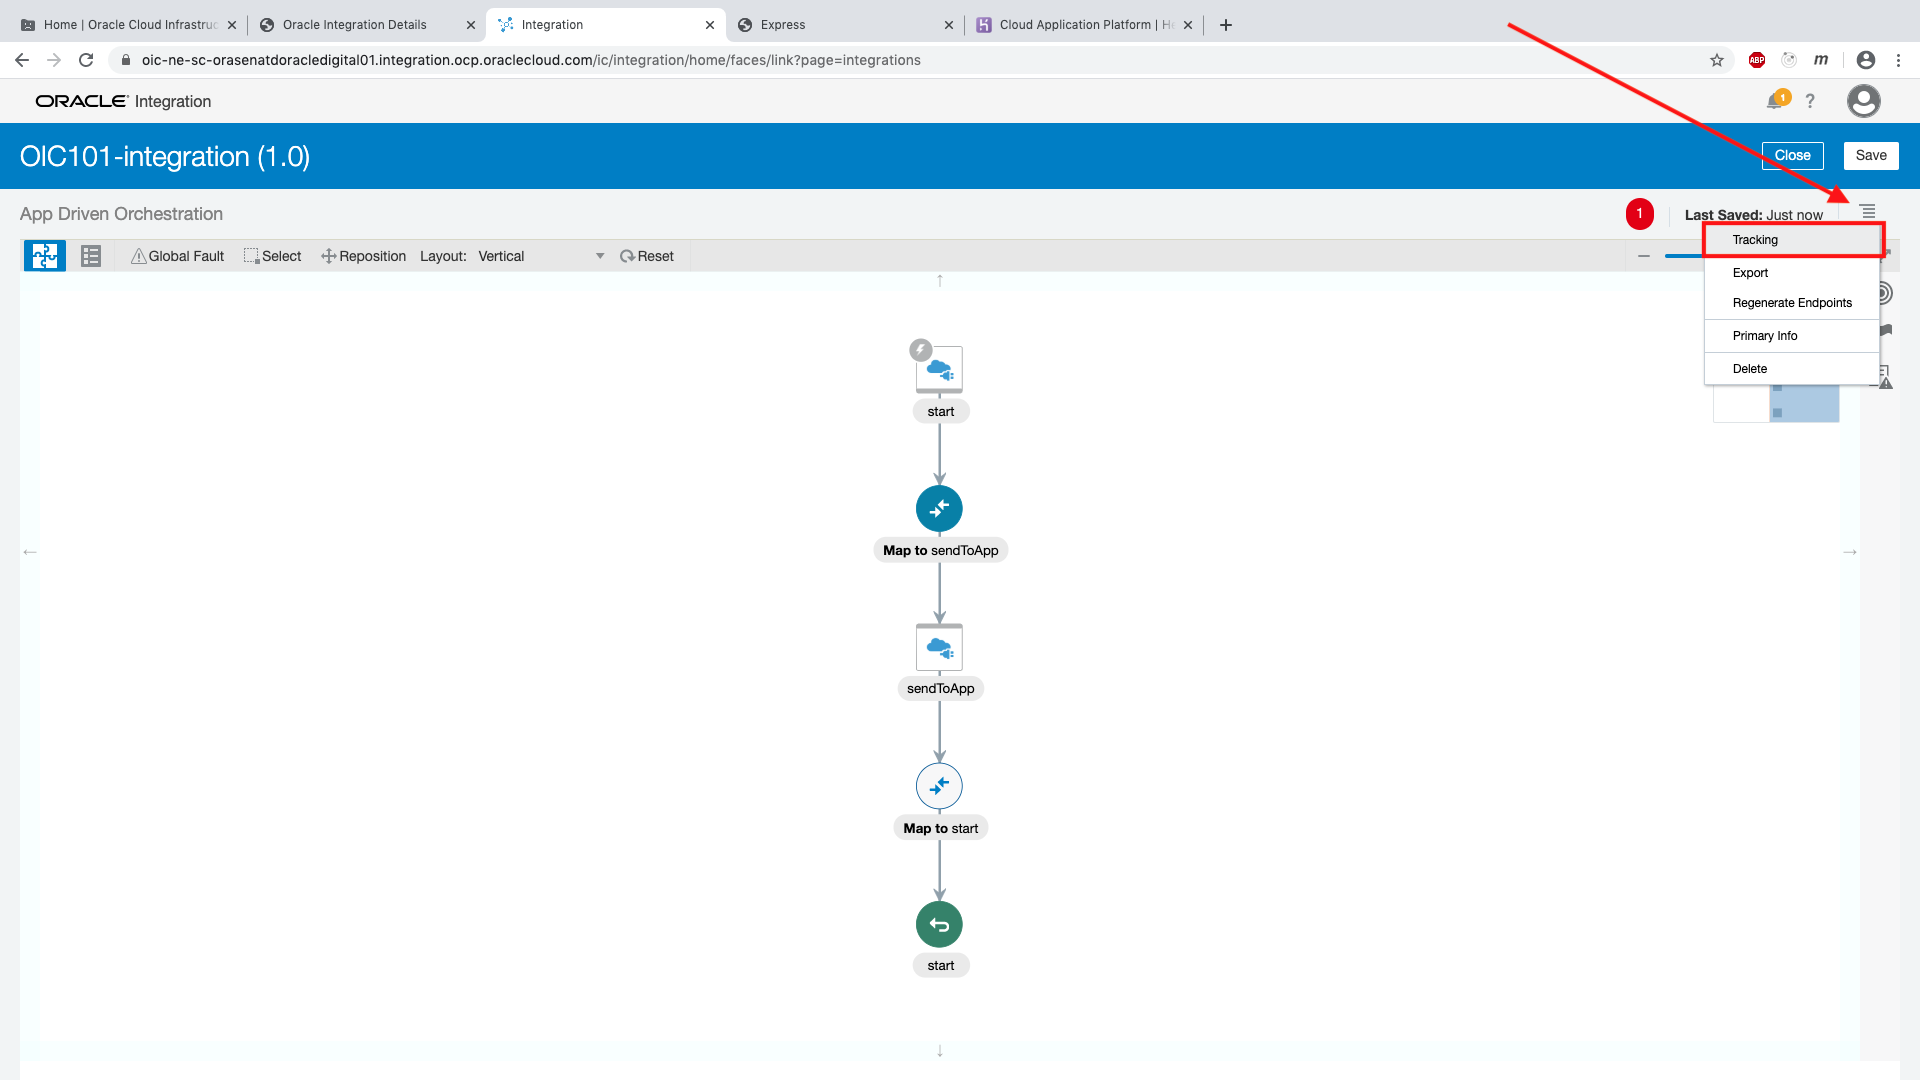 Home | Oracle Cloud Infrastruc
Oracle Integration Details
Integration
Express
Cloud Application Platform | He
oic-ne-sc-orasenatdoracledigital01.integration.ocp.oraclecloud.com/ic/integration/home/faces/link?page=integrations
ABP
m
ORACLE Integration
1
?
OIC101-integration (1.0)
Close
Save
App Driven Orchestration
1
Last Saved: Just now
Global Fault
Select
Reposition
Layout: Vertical
Reset
Tracking
Export
Regenerate Endpoints
Primary Info
Delete
start
Map to sendToApp
sendToApp
Map to start
start